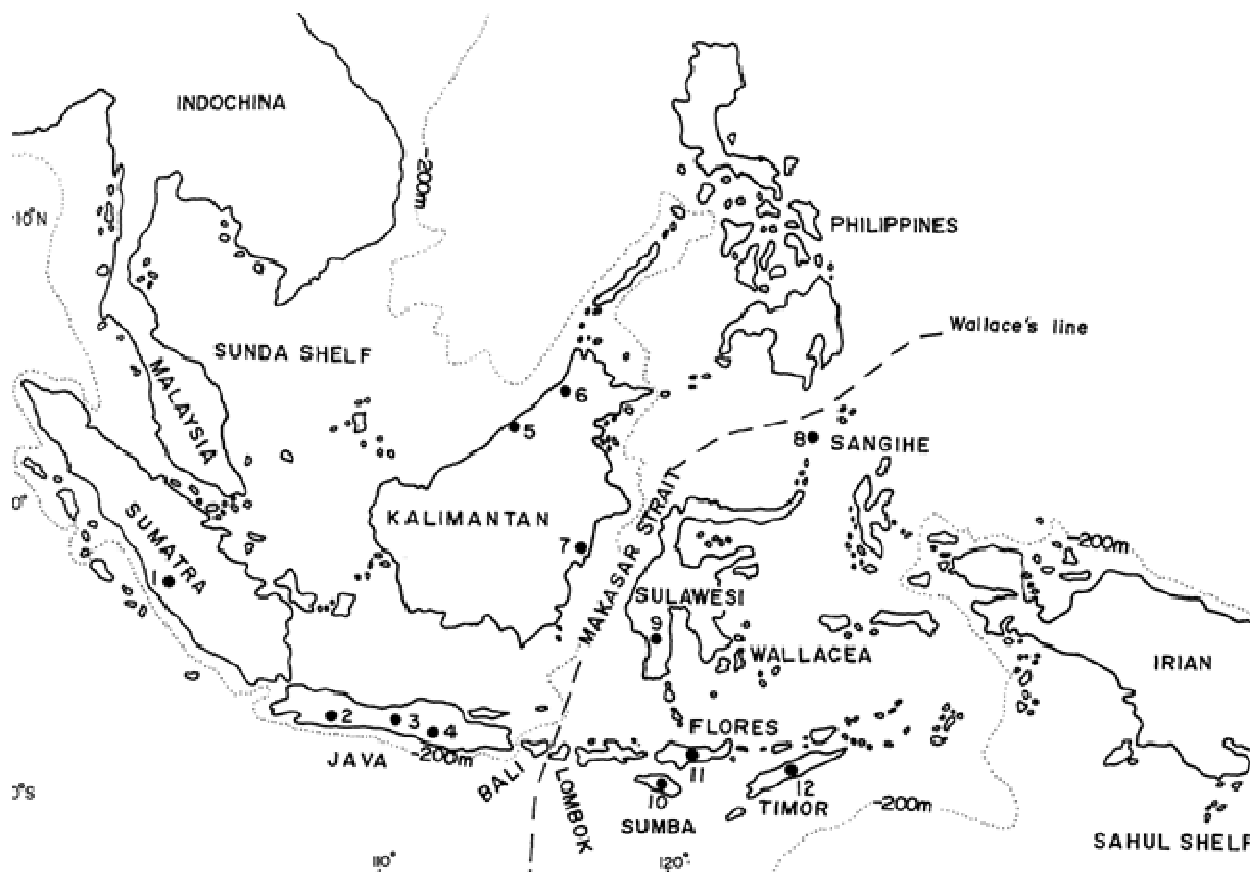 INDOCHINA
-200m
10°N
PHILIPPINES
Wallace's line
SUNDA SHELF
MALAYSIA
6
5
8
SANGIHE
0°
SUMATRA
KALIMANTAN
MAKASAR STRAIT
7
-200m
1
SULAWESI
9
WALLACEA
IRIAN
2
3
4
FLORES
JAVA
-200m
BALI
LOMBOK
11
10
12
TIMOR
-200m
SUMBA
SAHUL SHELF
110°
120°